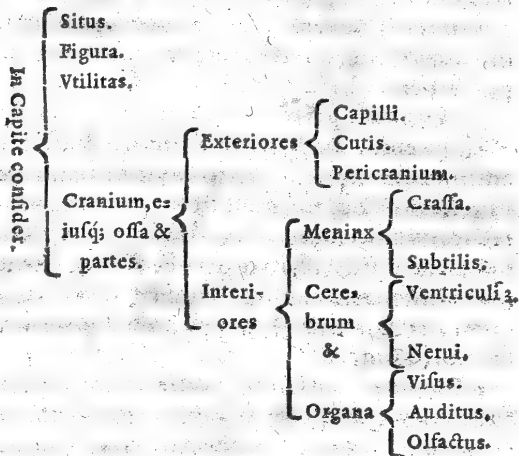 In Capite consider.
Situs.
Figura.
Vtilitas.
Cranium, e=
iusq́; ossa &
partes.
Exteriores
Capilli.
Cutis.
Pericranium.
Interi-
ores
Meninx
Crassa.
Subtilis.
Cere=
brum
&
Ventriculi 3.
Nerui.
Organa
Visus.
Auditus.
Olfactus.